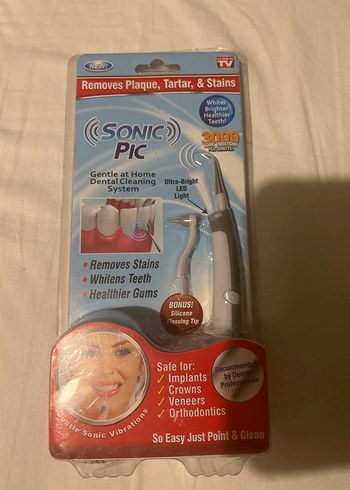 NEW!
AS SEEN ON
TV
Removes Plaque, Tartar, & Stains
Whiter
Brighter
Healthier
Teeth!
SONIC
PIC
3000
Gentle at Home
Dental Cleaning
System
Ultra-Bright
LED
Light
• Removes Stains
• Whitens Teeth
• Healthier Gums
BONUS!
Silicone
Flossing Tip
Safe for:
✓ Implants
✓ Crowns
✓ Veneers
✓ Orthodontics
Recommended
by Dental
Professionals
Gentle Sonic Vibrations
So Easy Just Point & Clean